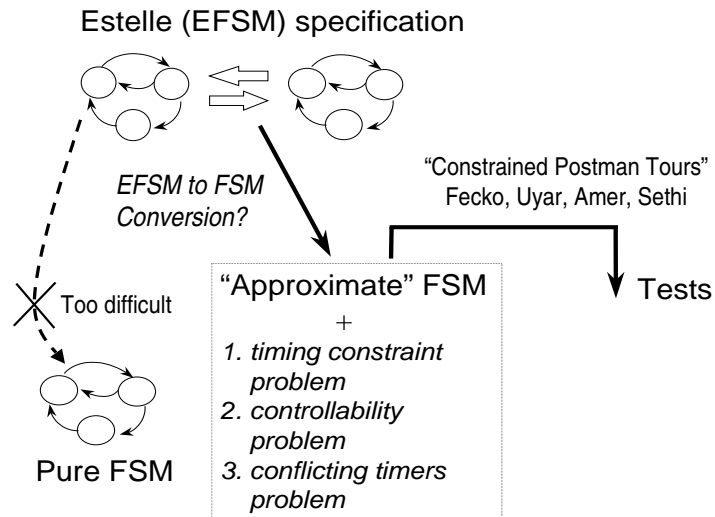 Estelle (EFSM) specification
EFSM to FSM
Conversion?
“Constrained Postman Tours”
Fecko, Uyar, Amer, Sethi
Too difficult
“Approximate” FSM
+
1. timing constraint
problem
2. controllability
problem
3. conflicting timers
problem
Tests
Pure FSM